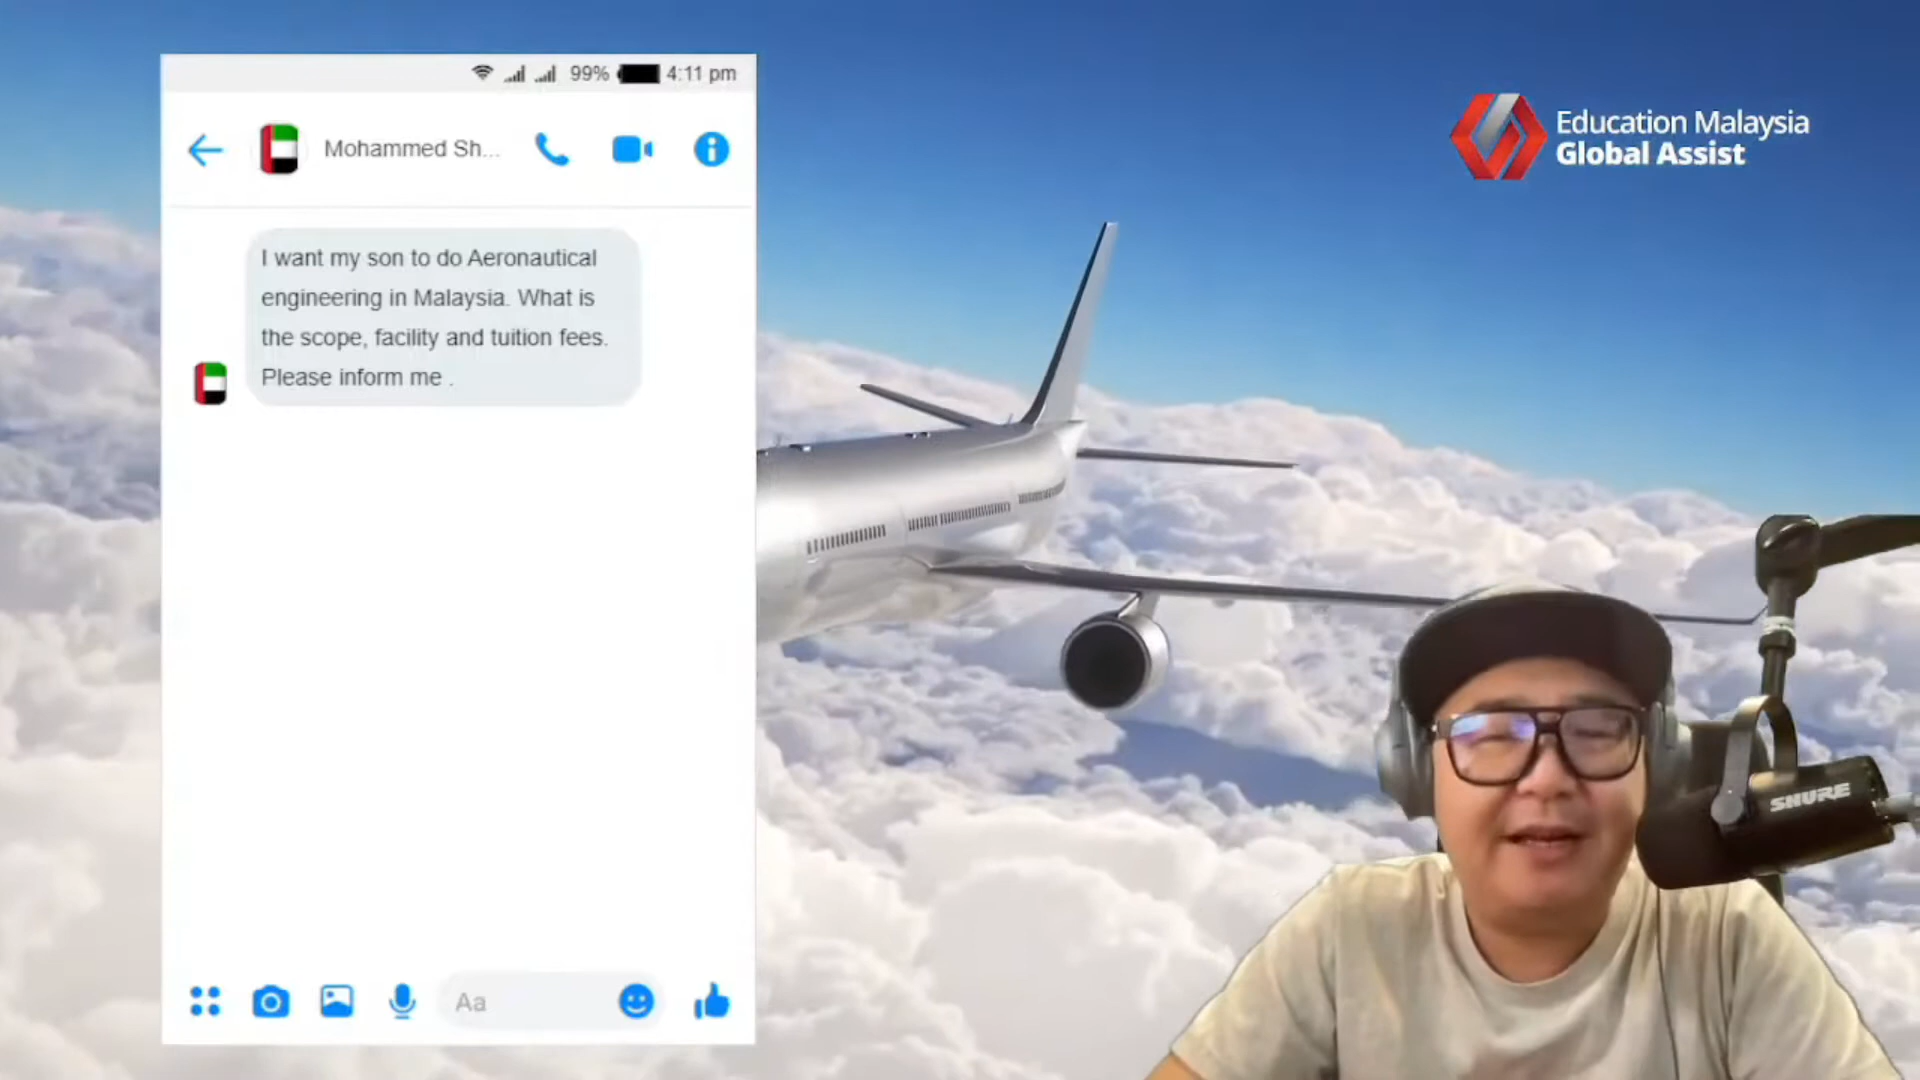 99% 4:11 pm
Mohammed Sh...
I want my son to do Aeronautical
engineering in Malaysia. What is
the scope, facility and tuition fees.
Please inform me .
Aa
Education Malaysia
Global Assist
SHURE